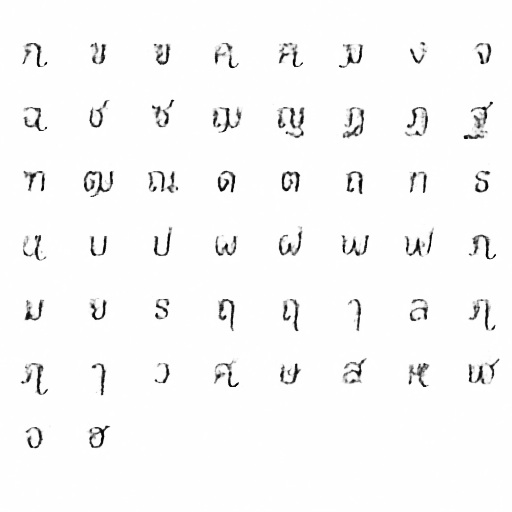 ก ข ฃ ค ฅ ฆ ง จ
ฉ ช ซ ฌ ญ ฎ ฏ ฐ
ฑ ฒ ณ ด ต ถ ท ธ
น บ ป ผ ฝ พ ฟ ภ
ม ย ร ฤ ฤ ๅ ล ฦ
ฦ ๅ ว ศ ษ ส ห ฬ
อ ฮ